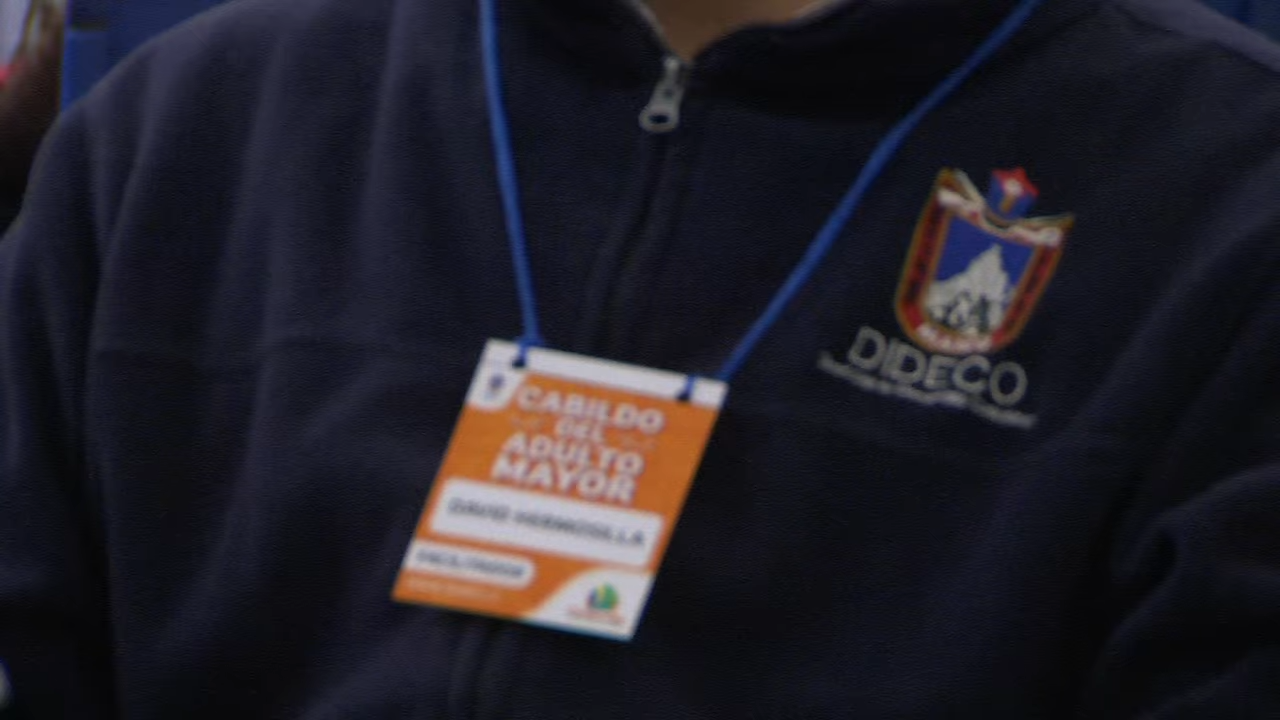 CABILDO
DEL
ADULTO
MAYOR
DAVID HERMOSILLA
FACILITADOR
DIDECO